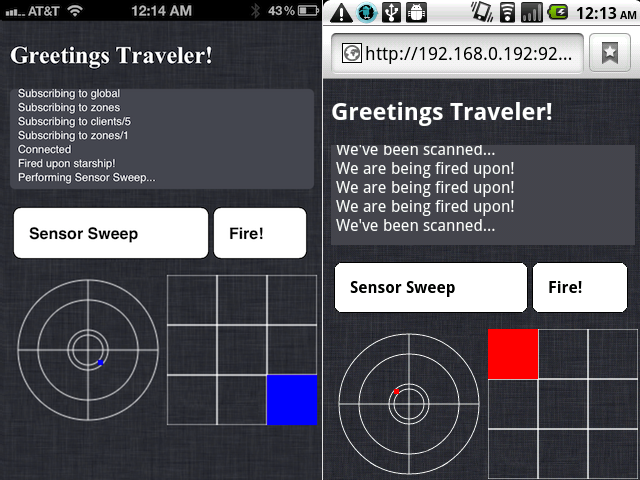 AT&T 12:14 AM 43%
Greetings Traveler!
Subscribing to global
Subscribing to zones
Subscribing to clients/5
Subscribing to zones/1
Connected
Fired upon starship!
Performing Sensor Sweep...
Sensor Sweep Fire!
12:13 AM
http://192.168.0.192:92...
Greetings Traveler!
We've been scanned...
We are being fired upon!
We are being fired upon!
We are being fired upon!
We've been scanned...
Sensor Sweep Fire!